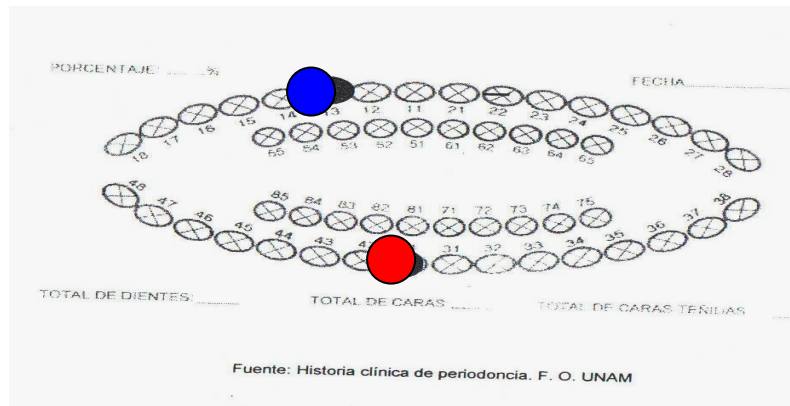 PORCENTAJE: ______%
FECHA
18 17 16 15 14 13 12 11 21 22 23 24 25 26 27 28
55 54 53 52 51 61 62 63 64 65
85 84 83 82 81 71 72 73 74 75
48 47 46 45 44 43 31 32 33 34 35 36 37 38
TOTAL DE DIENTES: ______ TOTAL DE CARAS ______ TOTAL DE CARAS TEÑIDAS
Fuente: Historia clínica de periodoncia. F. O. UNAM